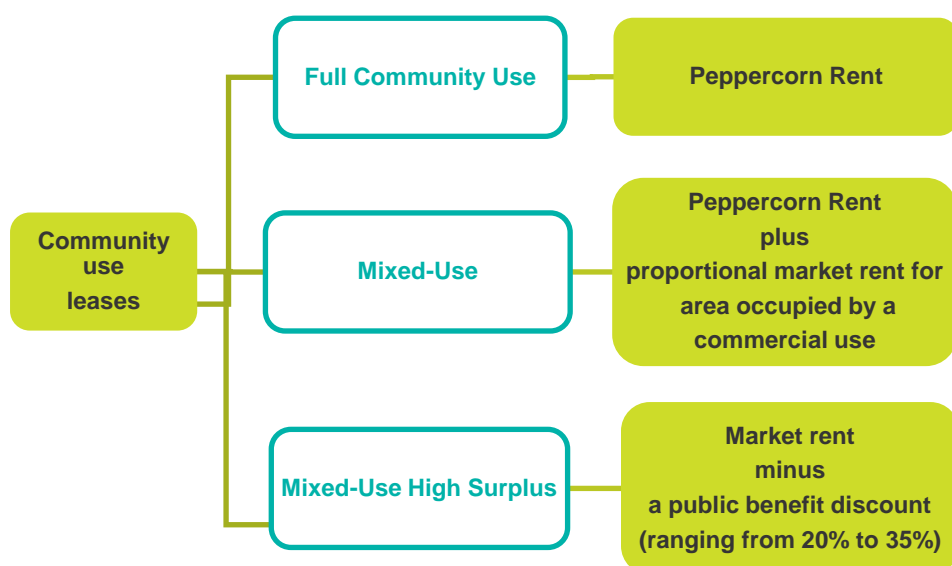 Community
use
leases
Full Community Use
Peppercorn Rent
Mixed-Use
Peppercorn Rent
plus
proportional market rent for
area occupied by a
commercial use
Mixed-Use High Surplus
Market rent
minus
a public benefit discount
(ranging from 20% to 35%)